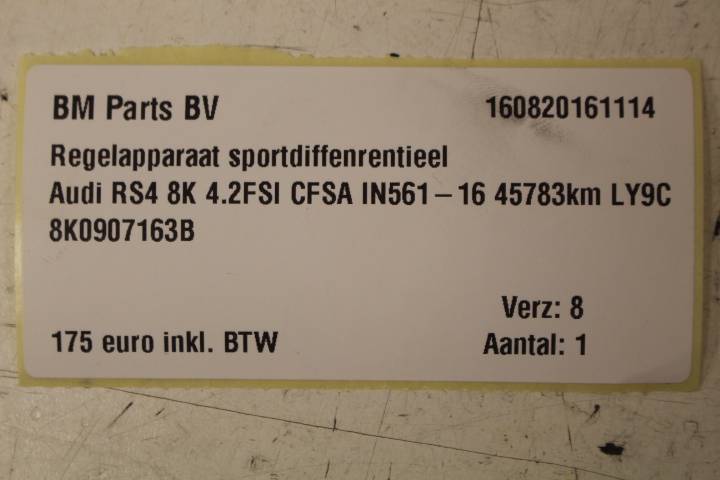 BM Parts BV 160820161114
Regelapparaat sportdiffenrentieel
Audi RS4 8K 4.2FSI CFSA IN561 – 16 45783km LY9C
8K0907163B
Verz: 8
175 euro inkl. BTW Aantal: 1